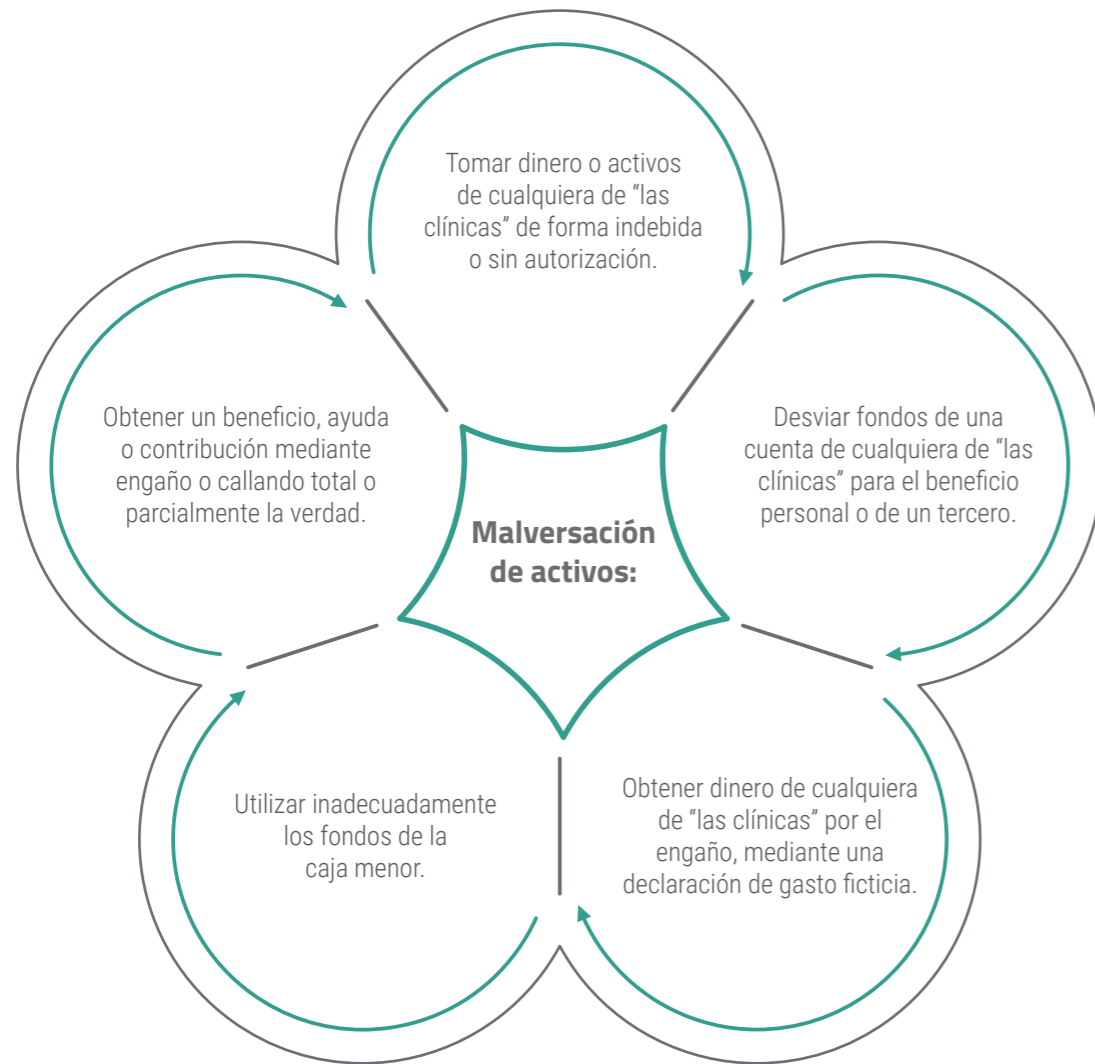 Tomar dinero o activos
de cualquiera de “las
clínicas” de forma indebida
o sin autorización.
Obtener un beneficio, ayuda
o contribución mediante
engaño o callando total o
parcialmente la verdad.
Desviar fondos de una
cuenta de cualquiera de “las
clínicas” para el beneficio
personal o de un tercero.
Malversación
de activos:
Utilizar inadecuadamente
los fondos de la
caja menor.
Obtener dinero de cualquiera
de “las clínicas” por el
engaño, mediante una
declaración de gasto ficticia.